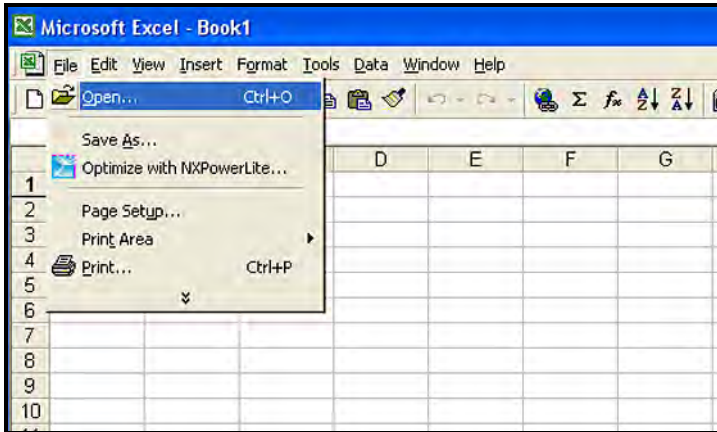 Microsoft Excel - Book1
File Edit View Insert Format Tools Data Window Help
Open... Ctrl+O
Σ fx A Z Z A
Save As...
Optimize with NXPowerLite...
D E F G
1
2 Page Setup...
3 Print Area
4 Print... Ctrl+P
5
6
7
8
9
10